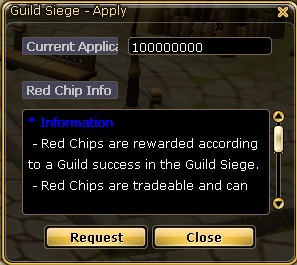 Guild Siege - Apply
Current Applica
100000000
Red Chip Info
* Information
- Red Chips are rewarded according
to a Guild success in the Guild Siege.
- Red Chips are tradeable and can
Request
Close